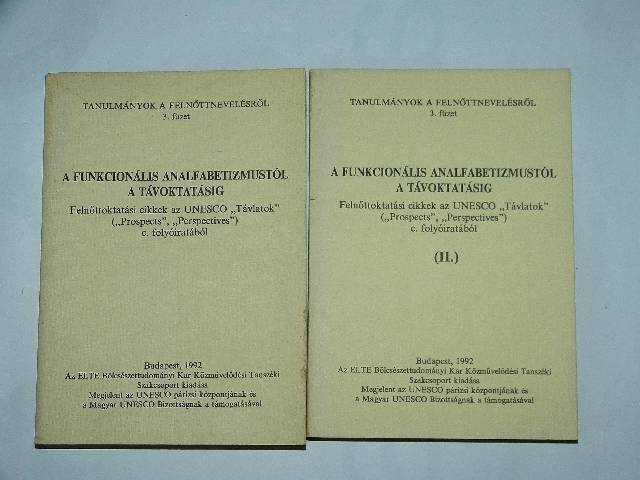 TANULMÁNYOK A FELNŐTTNEVELÉSRŐL
3. füzet
A FUNKCIONÁLIS ANALFABETIZMUSTÓL
A TÁVOKTATÁSIG
Felnőttoktatási cikkek az UNESCO „Távlatok”
(„Prospects”, „Perspectives”)
c. folyóiratából
Budapest, 1992
Az ELTE Bölcsészettudományi Kar Közművelődési Tanszéki
Szakcsoport kiadása
Megjelent az UNESCO párizsi központjának és
a Magyar UNESCO Bizottságnak a támogatásával
TANULMÁNYOK A FELNŐTTNEVELÉSRŐL
3. füzet
A FUNKCIONÁLIS ANALFABETIZMUSTÓL
A TÁVOKTATÁSIG
Felnőttoktatási cikkek az UNESCO „Távlatok”
(„Prospects”, „Perspectives”)
c. folyóiratából
(II.)
Budapest, 1992
Az ELTE Bölcsészettudományi Kar Közművelődési Tanszéki
Szakcsoport kiadása
Megjelent az UNESCO párizsi központjának és
a Magyar UNESCO Bizottságnak a támogatásával